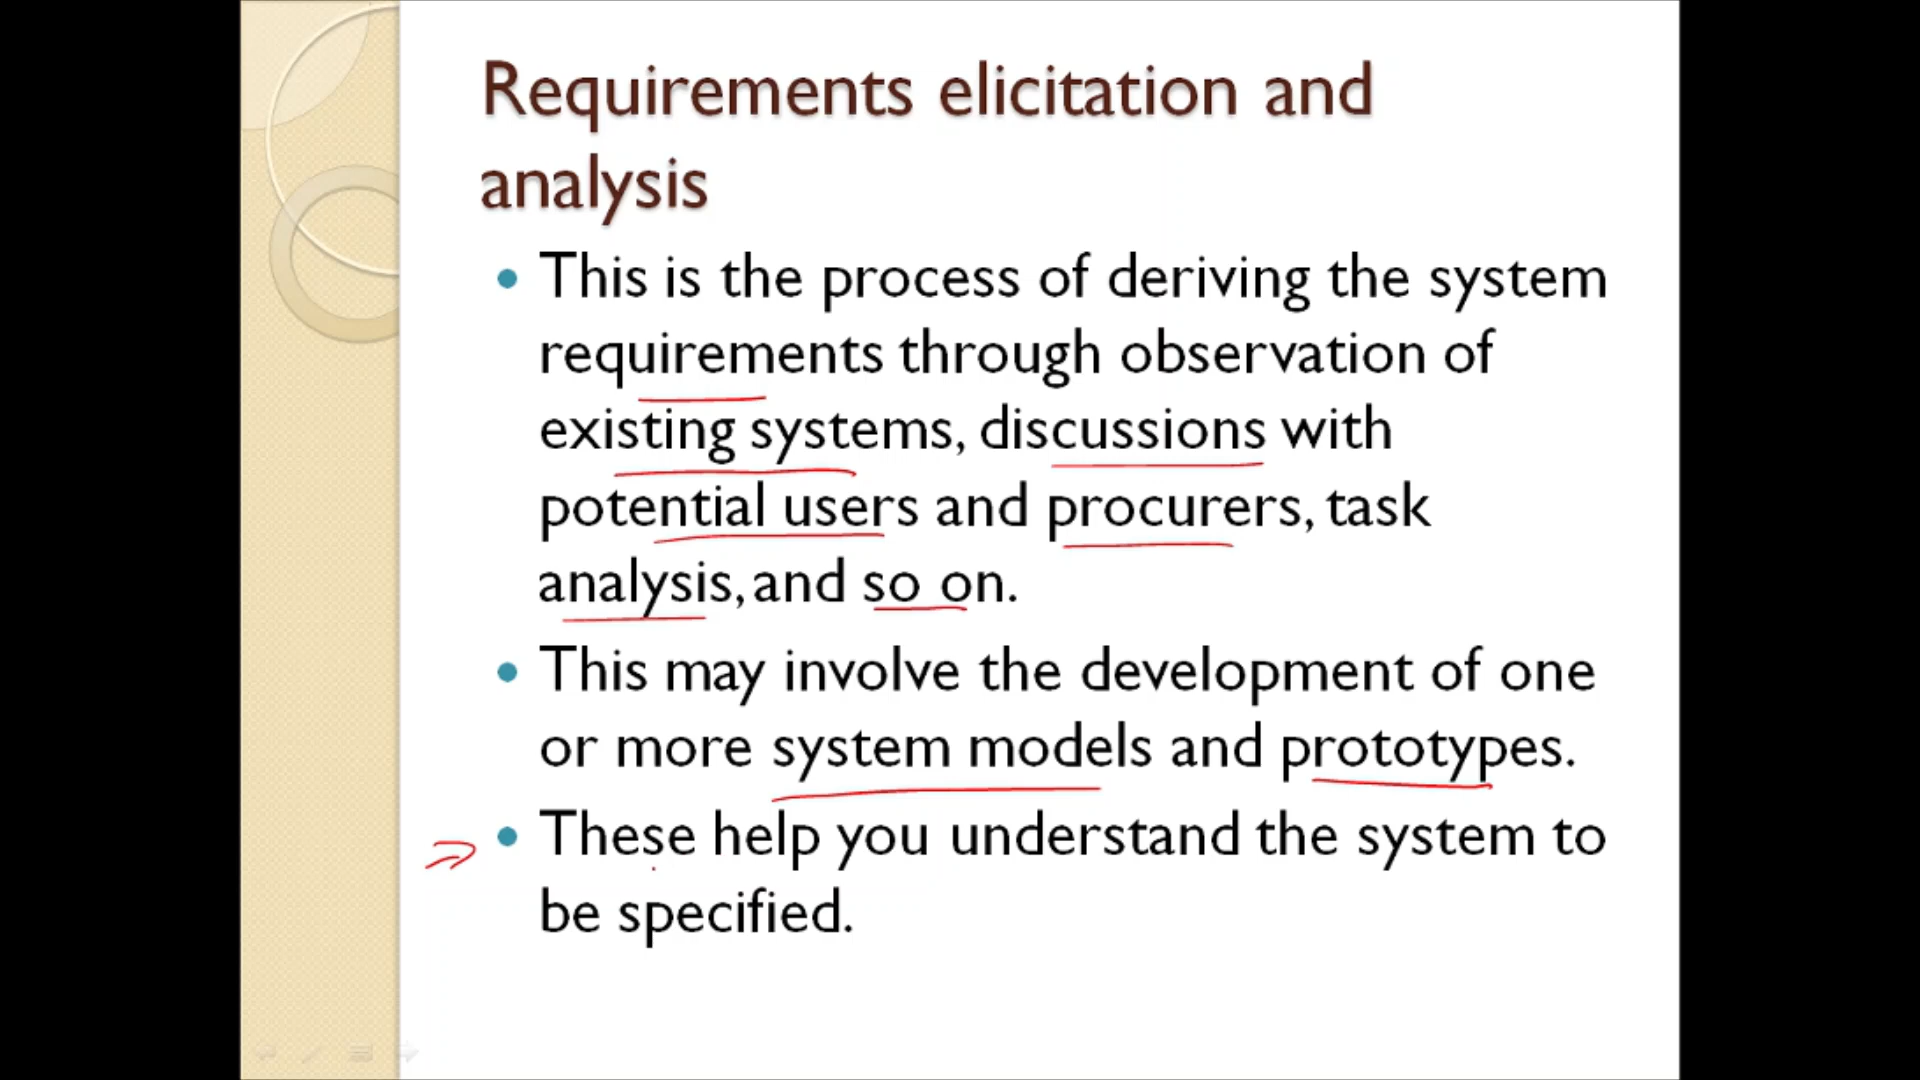 Requirements elicitation and
analysis
This is the process of deriving the system
requirements through observation of
existing systems, discussions with
potential users and procurers, task
analysis, and so on.
This may involve the development of one
or more system models and prototypes.
These help you understand the system to
be specified.